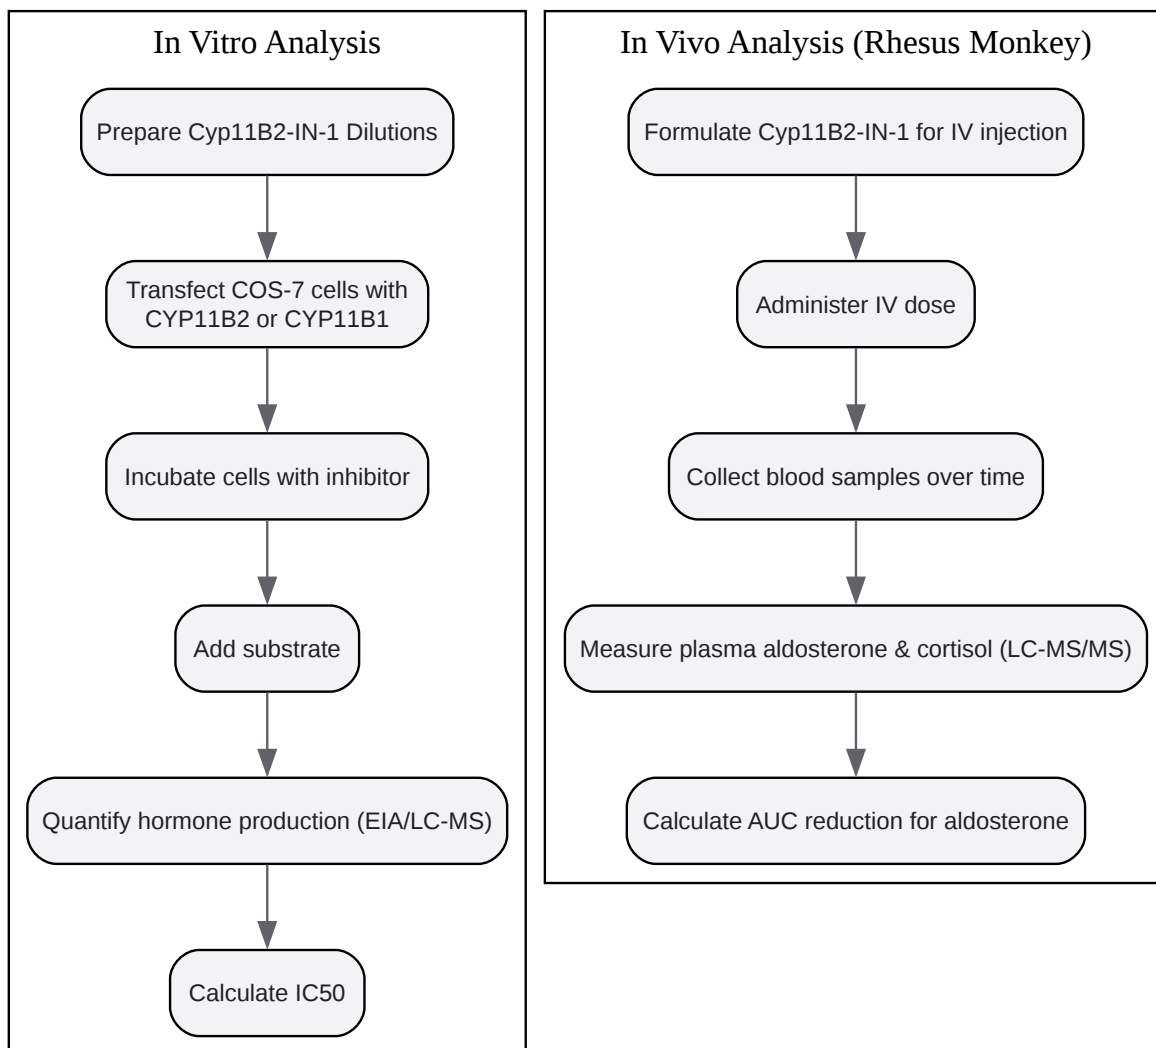 In Vitro Analysis
Prepare Cyp11B2-IN-1 Dilutions
Transfect COS-7 cells with
CYP11B2 or CYP11B1
Incubate cells with inhibitor
Add substrate
Quantify hormone production (EIA/LC-MS)
Calculate IC50
In Vivo Analysis (Rhesus Monkey)
Formulate Cyp11B2-IN-1 for IV injection
Administer IV dose
Collect blood samples over time
Measure plasma aldosterone & cortisol (LC-MS/MS)
Calculate AUC reduction for aldosterone